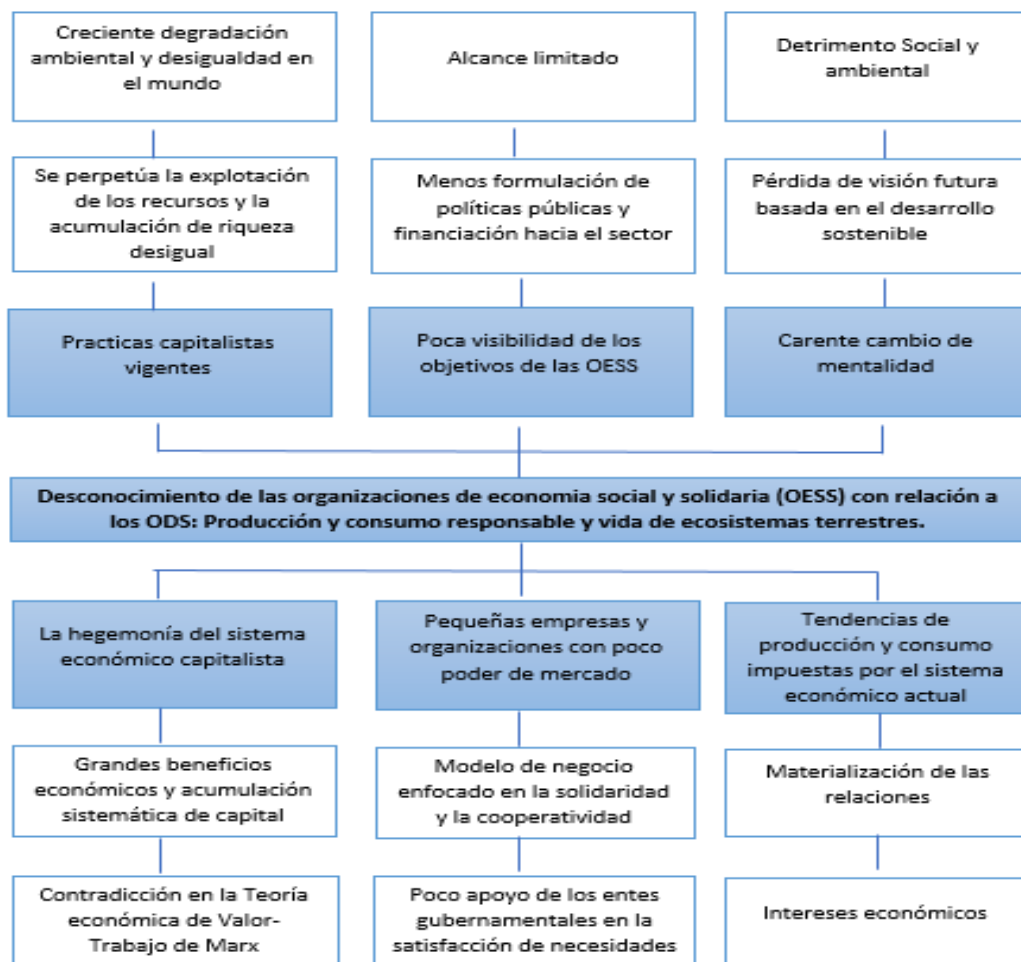 Creciente degradación
ambiental y desigualdad en
el mundo
Alcance limitado
Detrimento Social y
ambiental
Se perpetúa la explotación
de los recursos y la
acumulación de riqueza
desigual
Menos formulación de
políticas públicas y
financiación hacia el sector
Pérdida de visión futura
basada en el desarrollo
sostenible
Practicas capitalistas
vigentes
Poca visibilidad de los
objetivos de las OESS
Carente cambio de
mentalidad
Desconocimiento de las organizaciones de economia social y solidaria (OESS) con relación a
los ODS: Producción y consumo responsable y vida de ecosistemas terrestres.
La hegemonía del sistema
económico capitalista
Pequeñas empresas y
organizaciones con poco
poder de mercado
Tendencias de
producción y consumo
impuestas por el sistema
económico actual
Grandes beneficios
económicos y acumulación
sistemática de capital
Modelo de negocio
enfocado en la solidaridad
y la cooperatividad
Materialización de las
relaciones
Contradicción en la Teoría
económica de Valor-
Trabajo de Marx
Poco apoyo de los entes
gubernamentales en la
satisfacción de necesidades
Intereses económicos